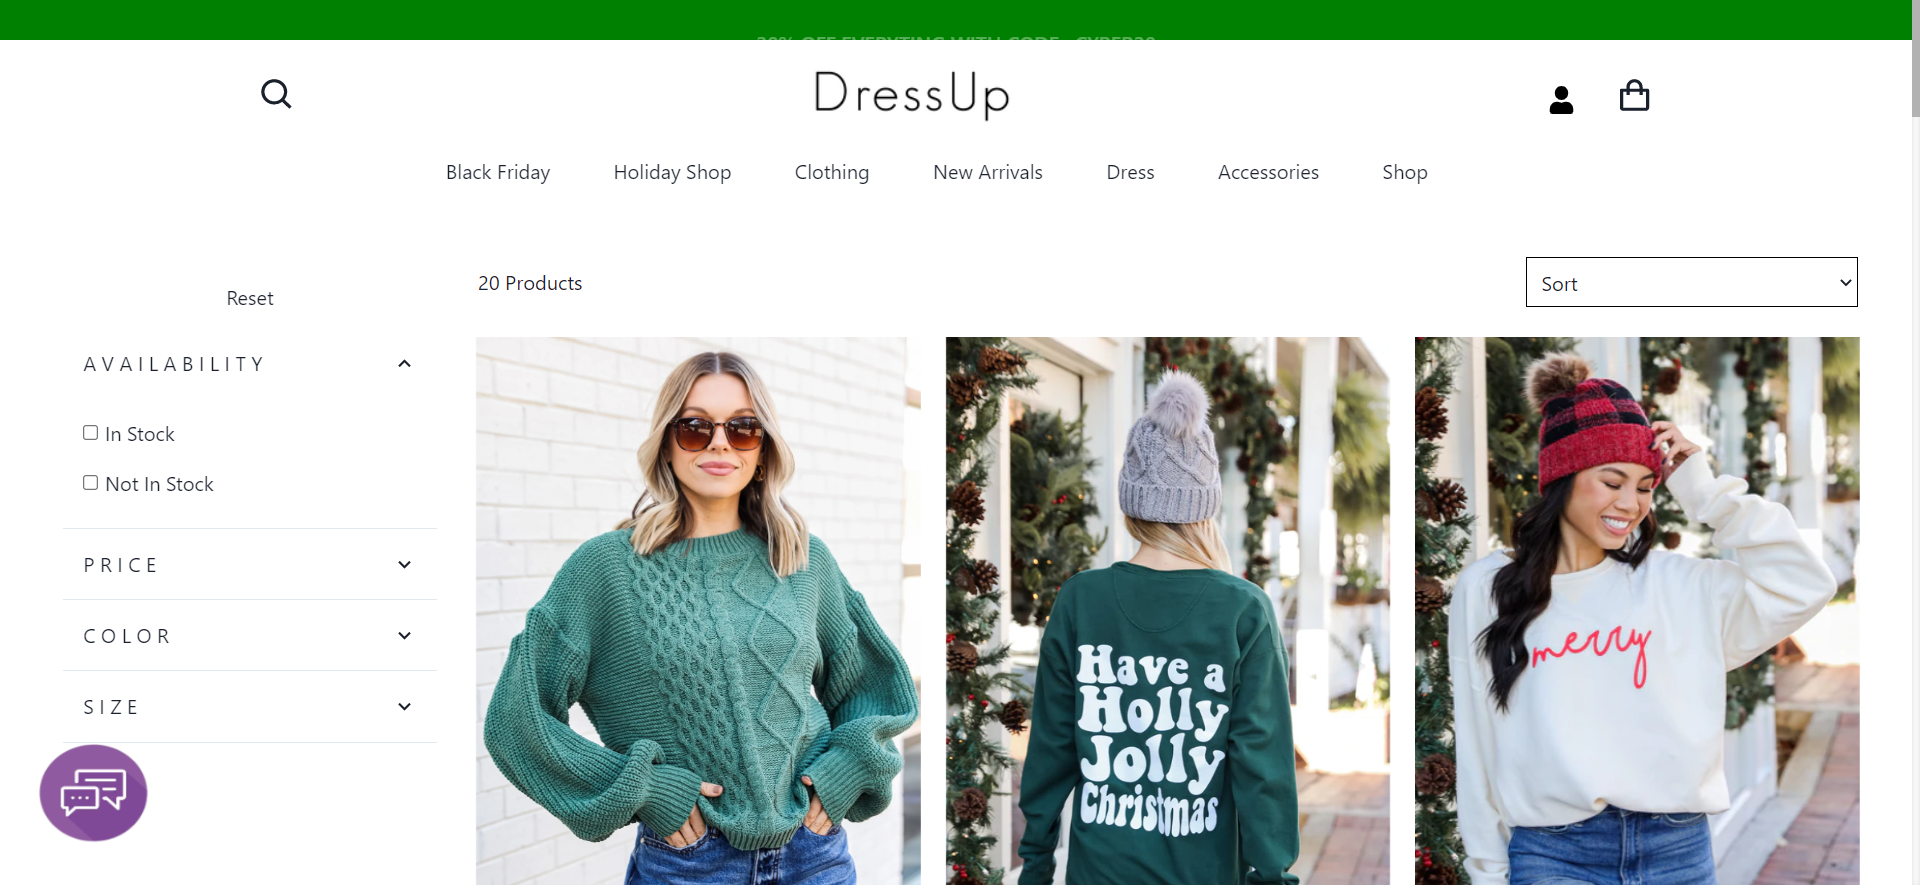 DressUp
Black Friday
Holiday Shop
Clothing
New Arrivals
Dress
Accessories
Shop
20 Products
Sort
Reset
AVAILABILITY
In Stock
Not In Stock
PRICE
COLOR
SIZE
Have a
Holly
Jolly
Christmas
merry